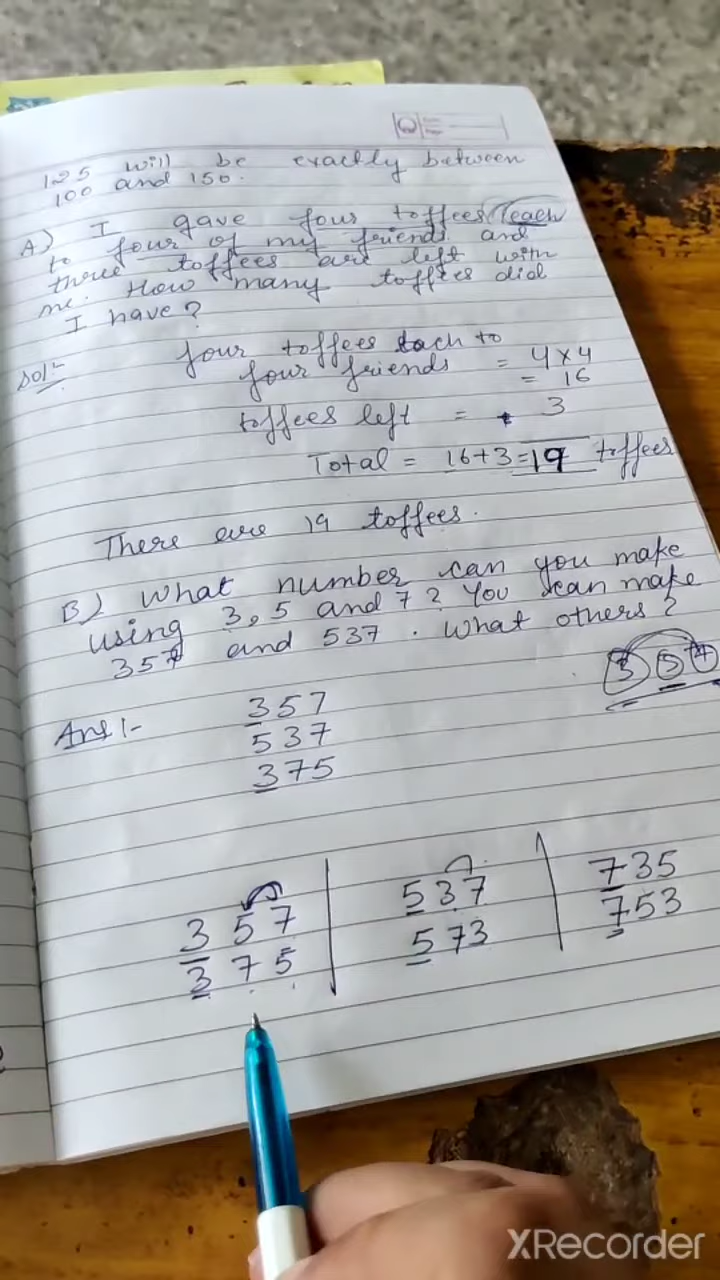 125 will be exactly between
100 and 150.
A) I gave four toffees (each
to four of my friends and
three toffees are left with
me. How many toffees did
I have?
Sol:-
four toffees each to
four friends = 4 x 4
= 16
toffees left = 3
Total = 16+3 = 19 toffees
There are 19 toffees.
B) What number can you make
using 3, 5 and 7? You can make
357 and 537. What others?
3 5 7
Ans:- 357
537
375
357 | 537 | 735
375 | 573 | 753
XRecorder